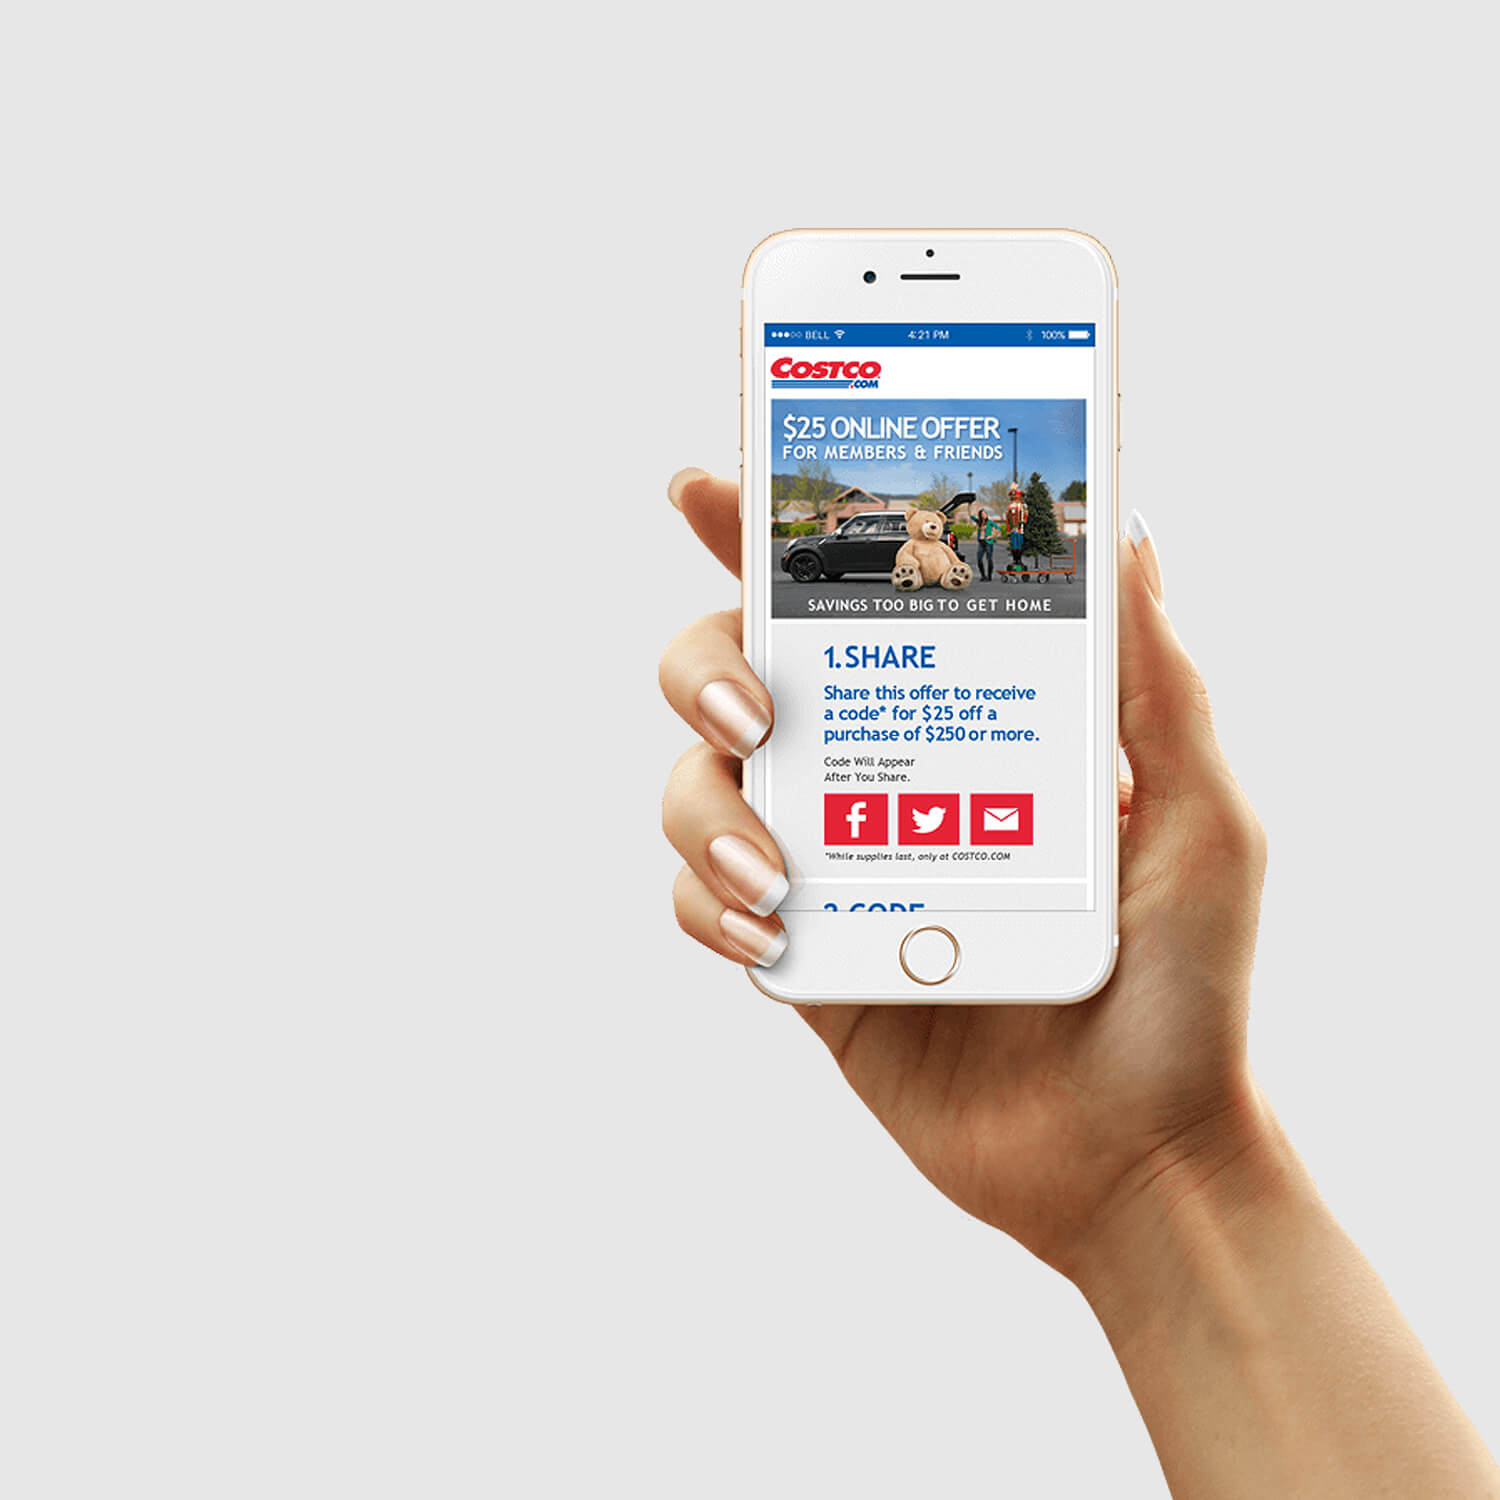 BELL 4:21 PM 100%
COSTCO
.COM
$25 ONLINE OFFER
FOR MEMBERS & FRIENDS
SAVINGS TOO BIG TO GET HOME
1. SHARE
Share this offer to receive
a code* for $25 off a
purchase of $250 or more.
Code Will Appear
After You Share.
*While supplies last, only at COSTCO.COM
2. CODE